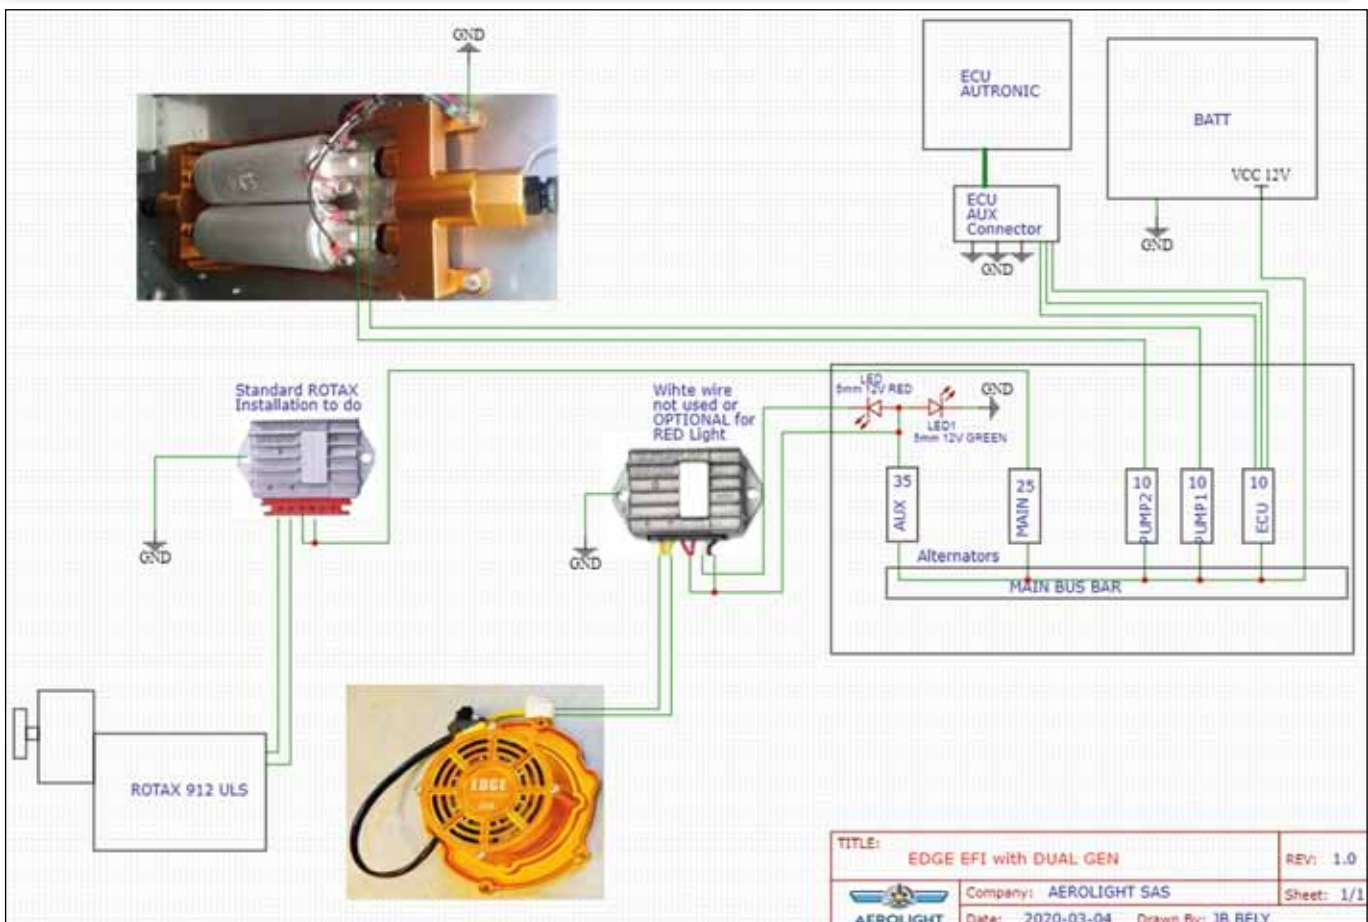 GND
ECU
AUTRONIC
BATT
VCC 12V
ECU
AUX
Connector
GND
GND
Standard ROTAX
Installation to do
Wihte wire
not used or
OPTIONAL for
RED Light
LED
5mm 12V RED
GND
LED1
5mm 12V GREEN
35
AUX
MAIN 25
10
PUMP2
10
PUMP1
10
ECU
GND
GND
Alternators
MAIN BUS BAR
ROTAX 912 ULS
EDGE
TITLE:
EDGE EFI with DUAL GEN
REV: 1.0
Company: AEROLIGHT SAS
Sheet: 1/1
AEROLIGHT
Date: 2020-03-04 Drawn By: JB BELY